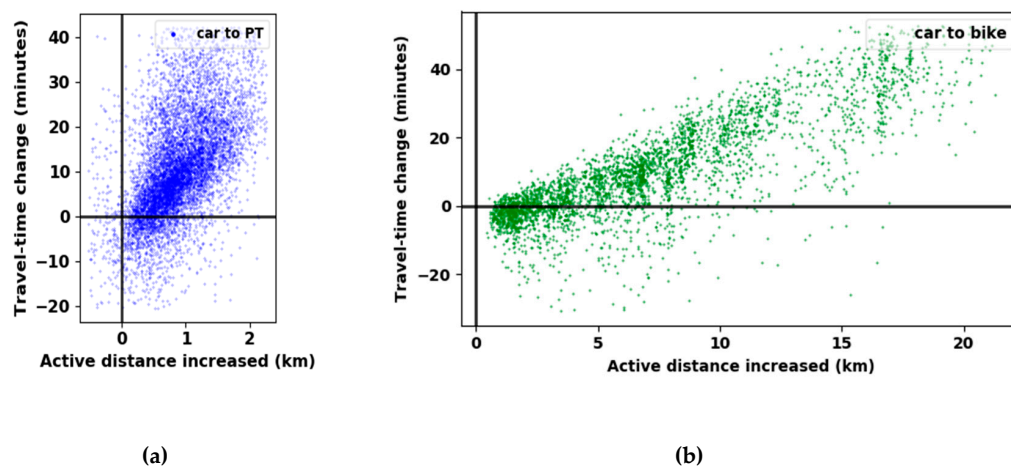 car to PT
Travel-time change (minutes)
40
30
20
10
0
−10
−20
0
1
2
Active distance increased (km)
(a)
car to bike
Travel-time change (minutes)
40
20
0
−20
0
5
10
15
20
Active distance increased (km)
(b)